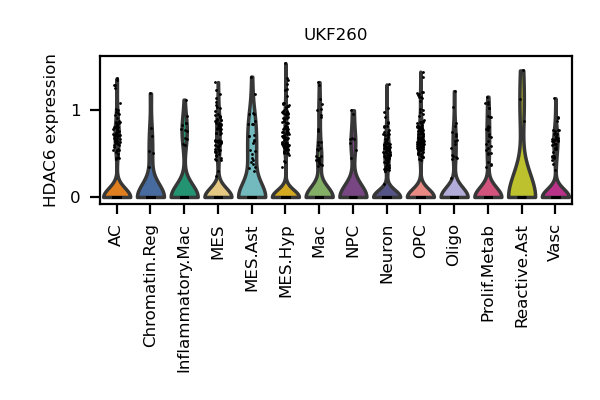 UKF260
HDAC6 expression
1
0
AC
Chromatin.Reg
Inflammatory.Mac
MES
MES.Ast
MES.Hyp
Mac
NPC
Neuron
OPC
Oligo
Prolif.Metab
Reactive.Ast
Vasc